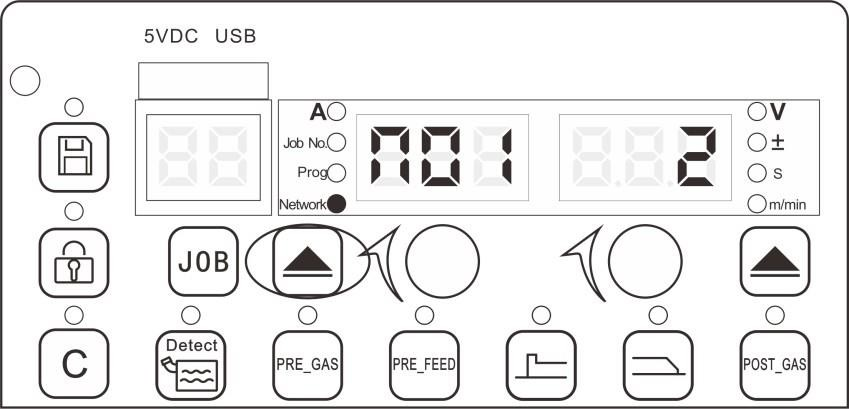 5VDC USB
A
V
Job No.
±
Prog
S
Network
m/min
n01
2
JOB
C
Detect
PRE_GAS
PRE_FEED
POST_GAS